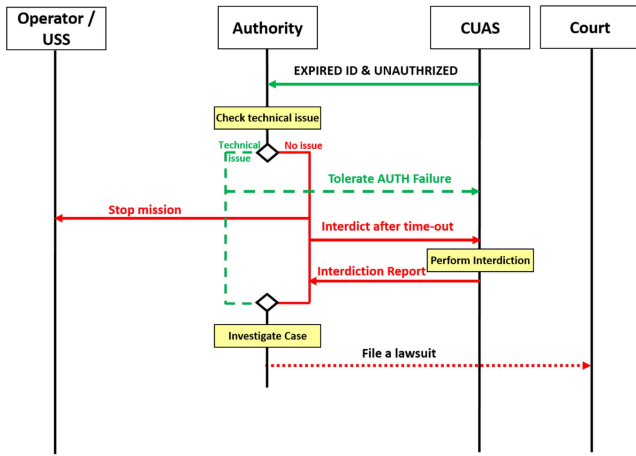 Operator /
USS
Authority
CUAS
Court
EXPIRED ID & UNAUTHRIZED
Check technical issue
Technical
issue
No issue
Tolerate AUTH Failure
Stop mission
Interdict after time-out
Perform Interdiction
Interdiction Report
Investigate Case
File a lawsuit